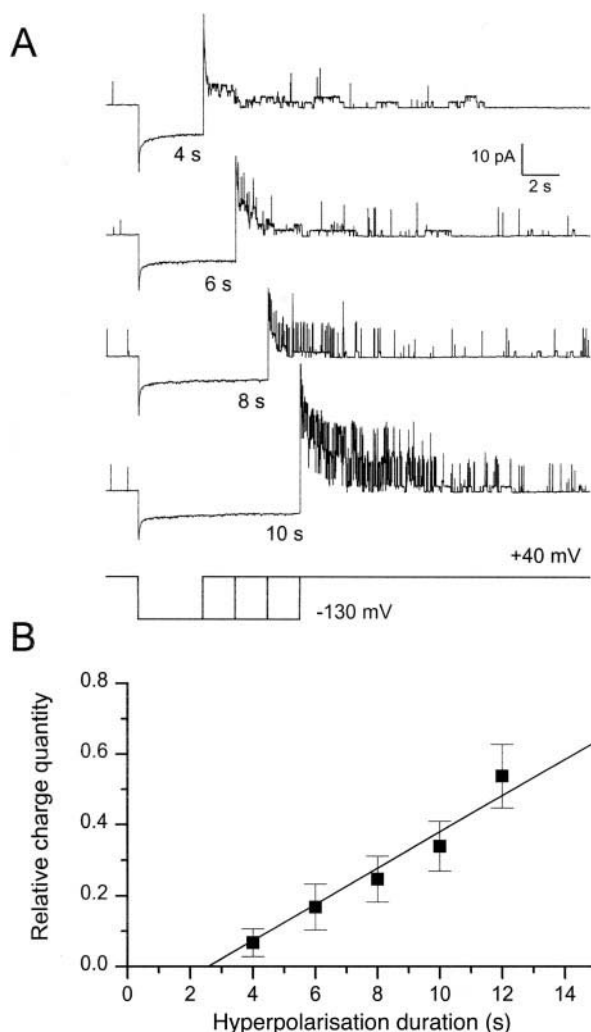 A
4 s
10 pA
2 s
6 s
8 s
10 s
+40 mV
-130 mV
B
0.8
0.6
0.4
0.2
0.0
Relative charge quantity
0 2 4 6 8 10 12 14
Hyperpolarisation duration (s)